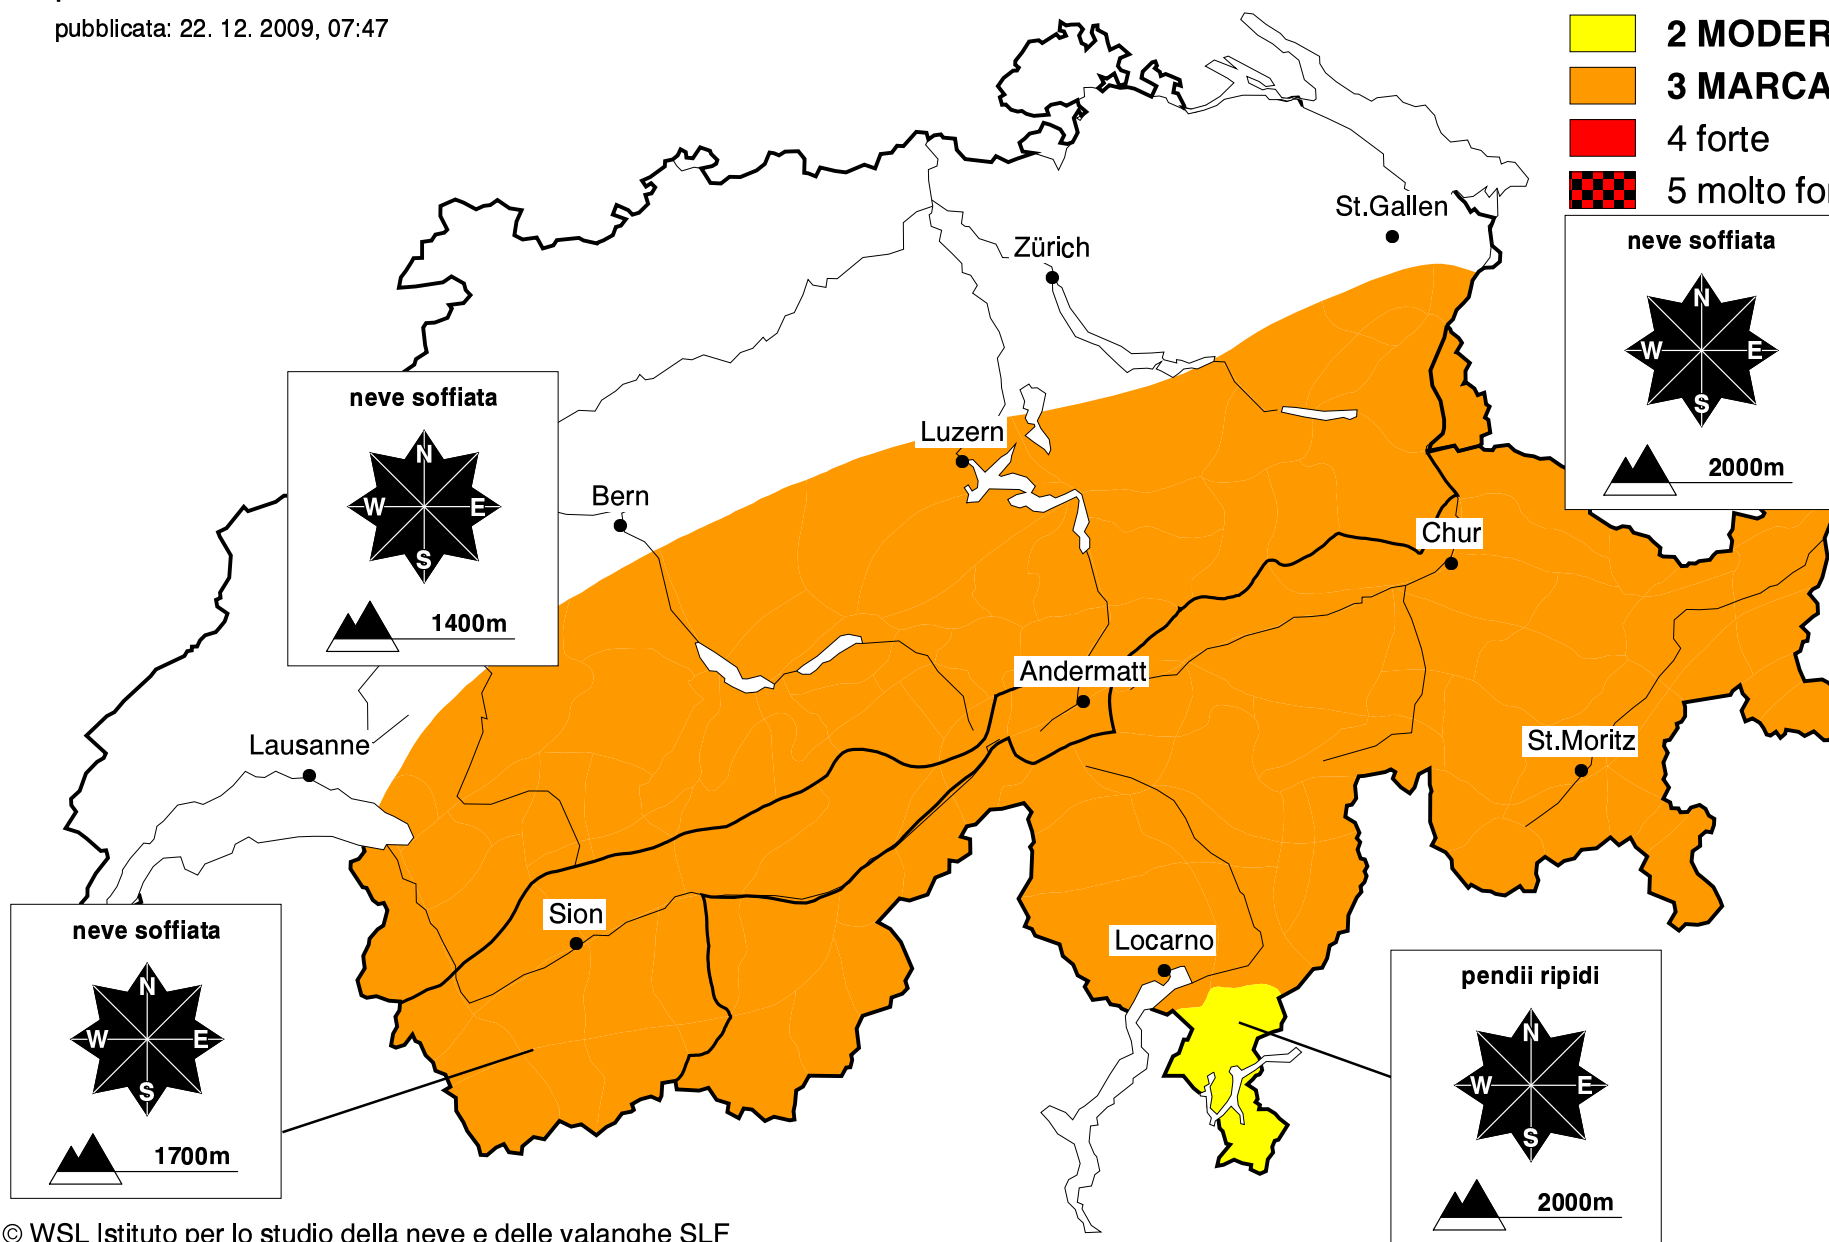 pubblicata: 22. 12. 2009, 07:47
2 MODER
3 MARCA
4 forte
5 molto for
neve soffiata
N
W E
S
2000m
St.Gallen
Zürich
neve soffiata
N
W E
S
1400m
Luzern
Bern
Chur
Andermatt
St.Moritz
Lausanne
Sion
Locarno
neve soffiata
N
W E
S
1700m
pendii ripidi
N
W E
S
2000m
© WSL Istituto per lo studio della neve e delle valanghe SLF